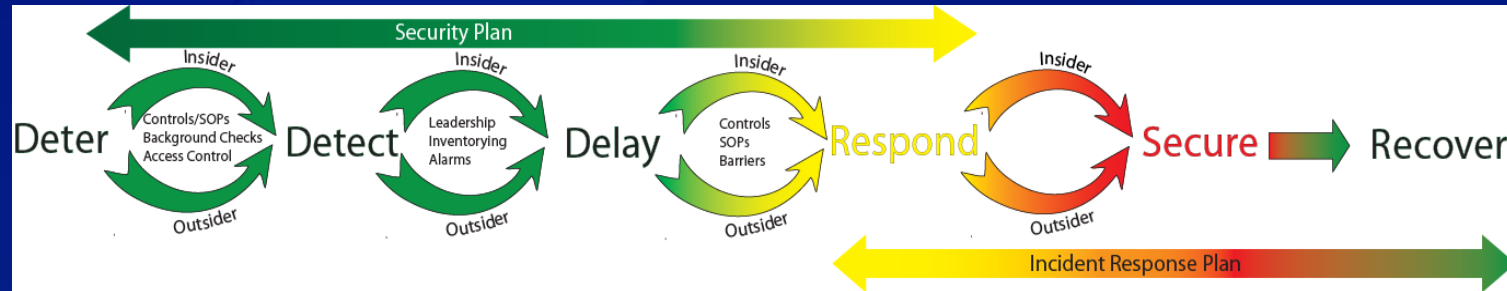 Security Plan
Insider
Insider
Insider
Insider
Deter
Controls/SOPs
Background Checks
Access Control
Detect
Leadership
Inventorying
Alarms
Delay
Controls
SOPs
Barriers
Respond
Secure
Recover
Outsider
Outsider
Outsider
Outsider
Incident Response Plan